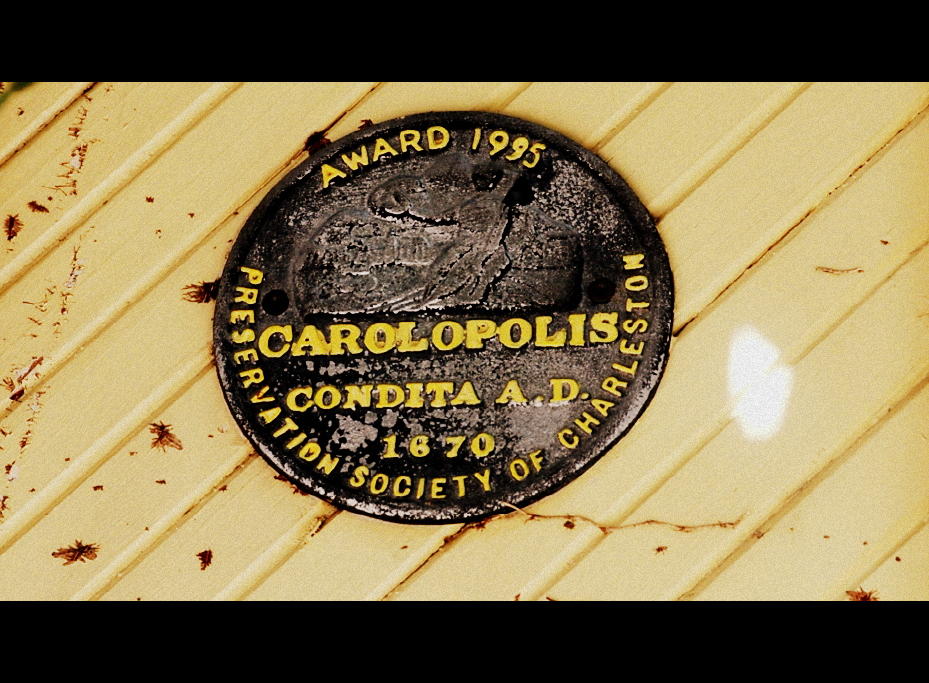 AWARD 1995
CAROLOPOLIS
CONDITA A.D.
1670
PRESERVATION SOCIETY OF CHARLESTON